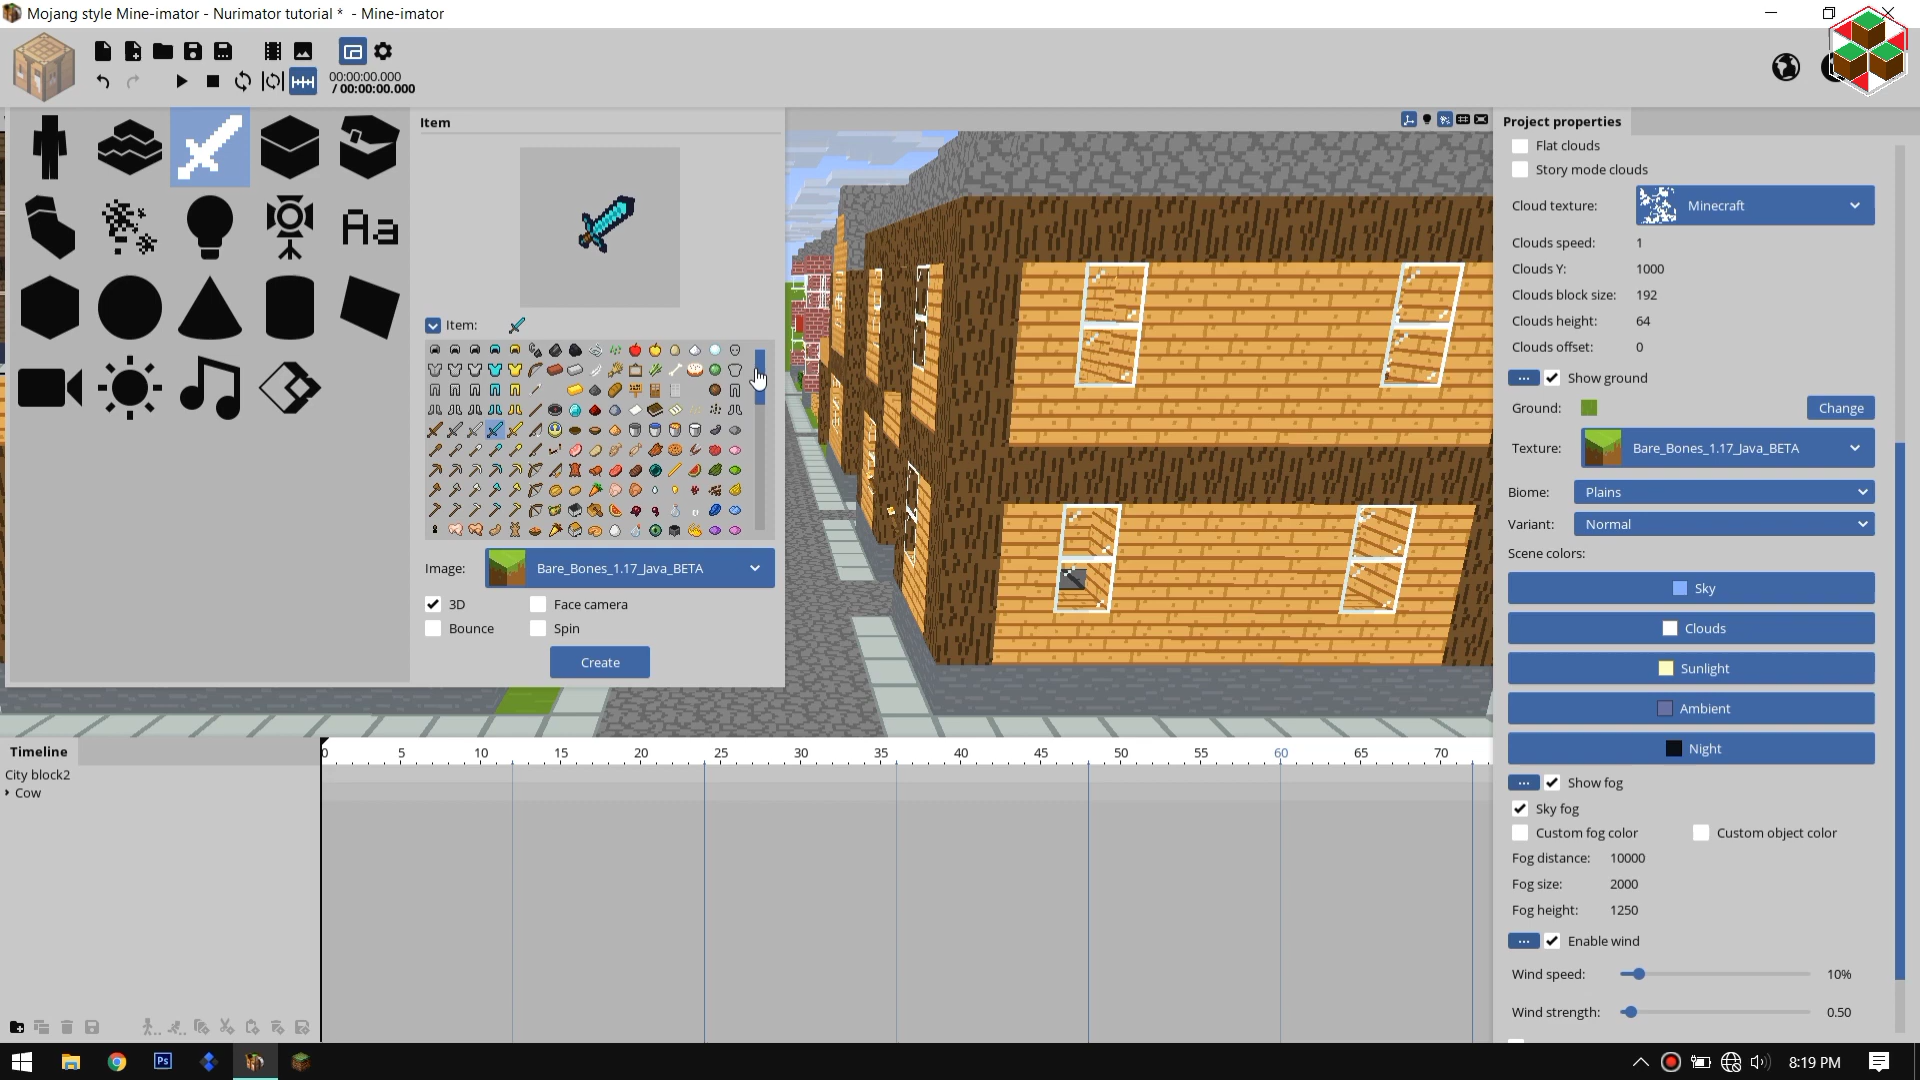 Mojang style Mine-imator - Nurimator tutorial * - Mine-imator
00:00:00.000
/ 00:00:00.000
Item
Item:
Image: Bare_Bones_1.17_Java_BETA
3D Face camera
Bounce Spin
Create
Aa
Project properties
Flat clouds
Story mode clouds
Cloud texture: Minecraft
Clouds speed: 1
Clouds Y: 1000
Clouds block size: 192
Clouds height: 64
Clouds offset: 0
... Show ground
Ground: Change
Texture: Bare_Bones_1.17_Java_BETA
Biome: Plains
Variant: Normal
Scene colors:
Sky
Clouds
Sunlight
Ambient
Night
... Show fog
Sky fog
Custom fog color Custom object color
Fog distance: 10000
Fog size: 2000
Fog height: 1250
... Enable wind
Wind speed: 10%
Wind strength: 0.50
Timeline
0 5 10 15 20 25 30 35 40 45 50 55 60 65 70
City block2
Cow
Ps
8:19 PM